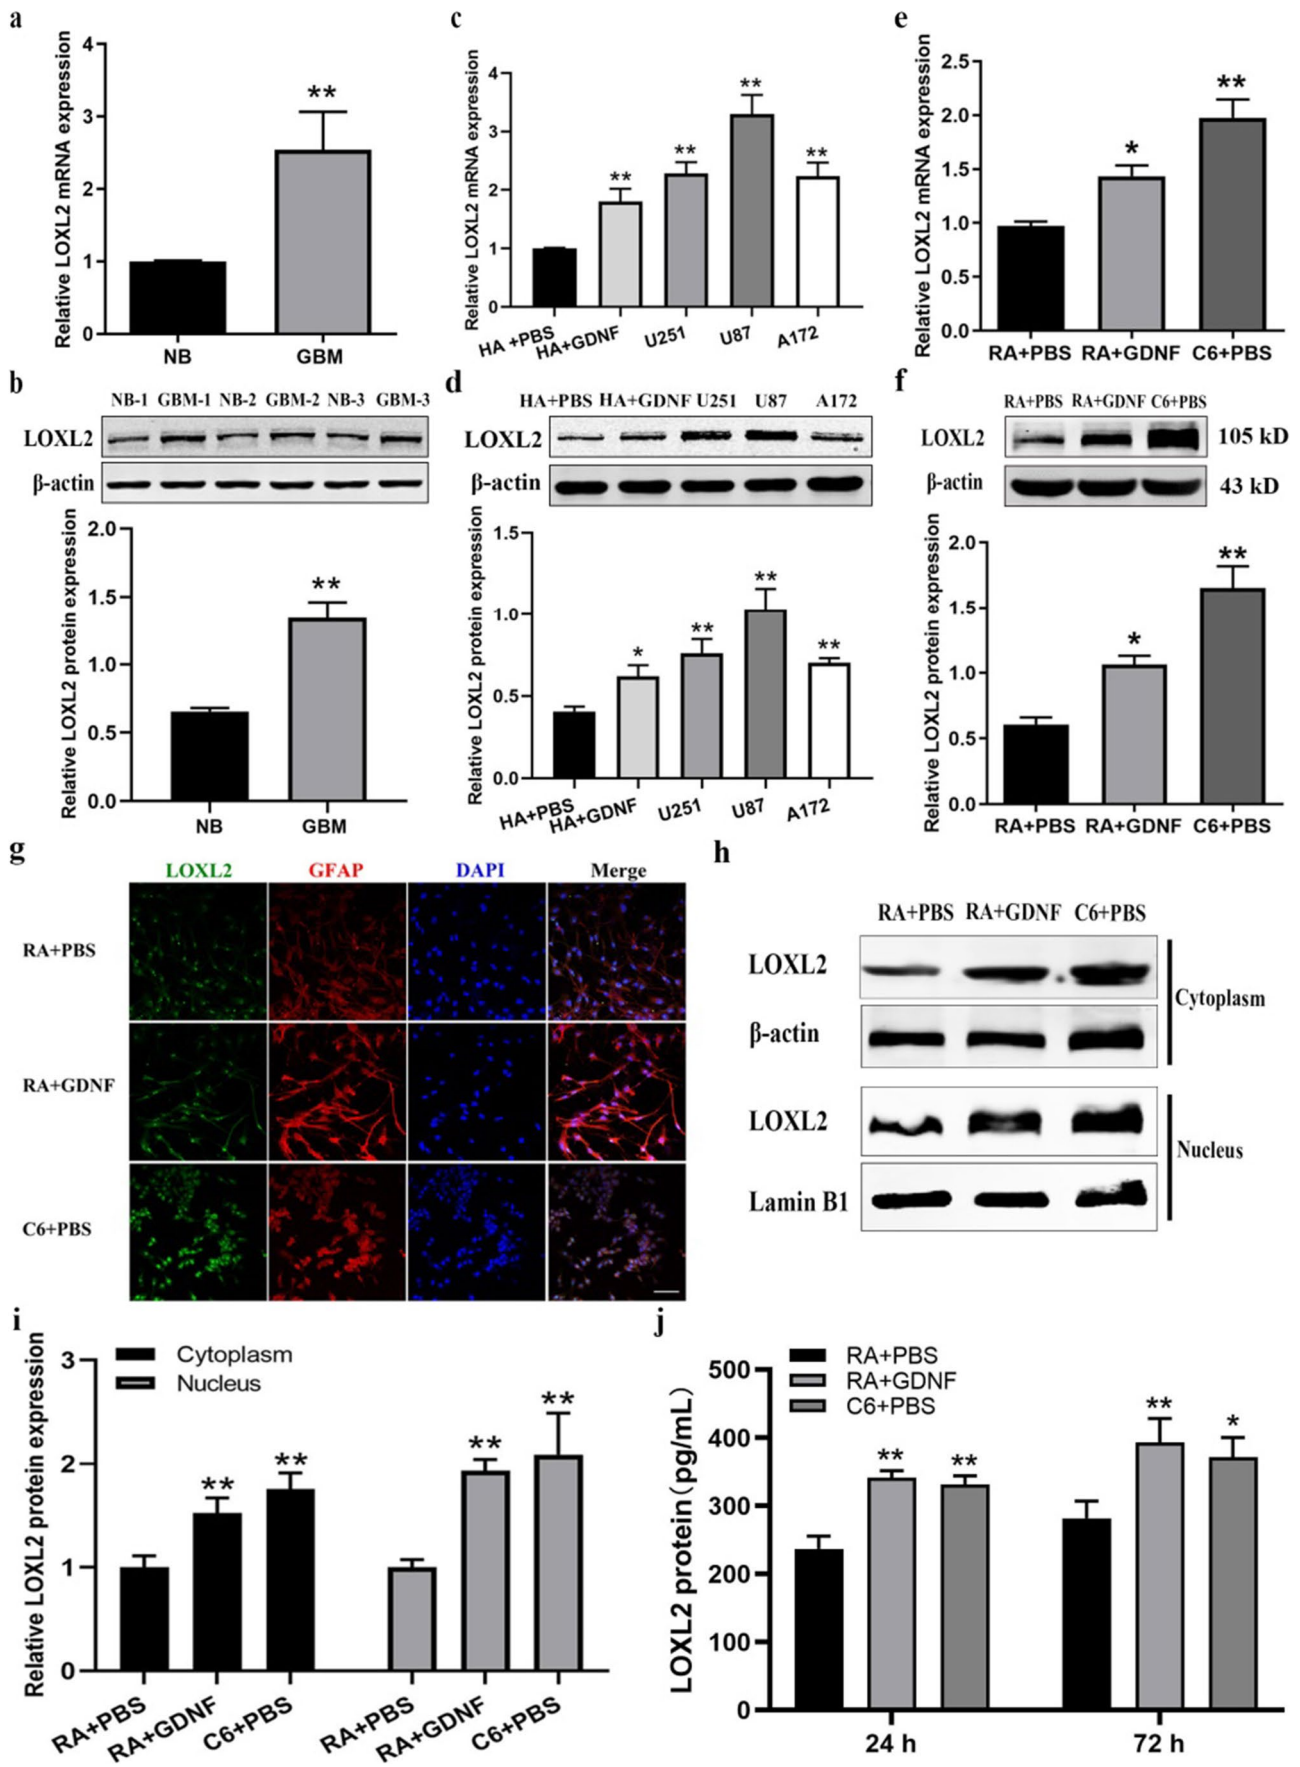 a
Relative LOXL2 mRNA expression
4
3
2
1
0
**
NB
GBM
c
Relative LOXL2 mRNA expression
4
3
2
1
0
**
**
**
**
HA +PBS
HA+GDNF
U251
U87
A172
e
Relative LOXL2 mRNA expression
2.5
2.0
1.5
1.0
0.5
0.0
*
**
RA+PBS
RA+GDNF
C6+PBS
b
NB-1 GBM-1 NB-2 GBM-2 NB-3 GBM-3
LOXL2
β-actin
Relative LOXL2 protein expression
2.0
1.5
1.0
0.5
0.0
**
NB
GBM
d
HA+PBS HA+GDNF U251 U87 A172
LOXL2
β-actin
Relative LOXL2 protein expression
1.5
1.0
0.5
0.0
*
**
**
**
HA+PBS
HA+GDNF
U251
U87
A172
f
RA+PBS RA+GDNF C6+PBS
LOXL2 105 kD
β-actin 43 kD
Relative LOXL2 protein expression
2.0
1.5
1.0
0.5
0.0
*
**
RA+PBS
RA+GDNF
C6+PBS
g
LOXL2 GFAP DAPI Merge
RA+PBS
RA+GDNF
C6+PBS
h
RA+PBS RA+GDNF C6+PBS
LOXL2
β-actin
Cytoplasm
LOXL2
Lamin B1
Nucleus
i
Relative LOXL2 protein expression
3
2
1
0
Cytoplasm
Nucleus
**
**
**
**
RA+PBS
RA+GDNF
C6+PBS
RA+PBS
RA+GDNF
C6+PBS
j
LOXL2 protein(pg/mL)
500
400
300
200
100
0
RA+PBS
RA+GDNF
C6+PBS
**
**
**
*
24 h
72 h